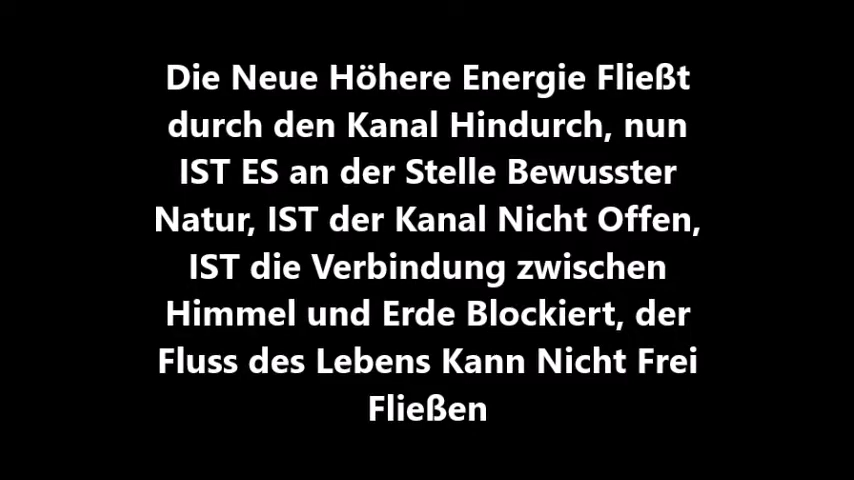 Die Neue Höhere Energie Fließt
durch den Kanal Hindurch, nun
IST ES an der Stelle Bewusster
Natur, IST der Kanal Nicht Offen,
IST die Verbindung zwischen
Himmel und Erde Blockiert, der
Fluss des Lebens Kann Nicht Frei
Fließen